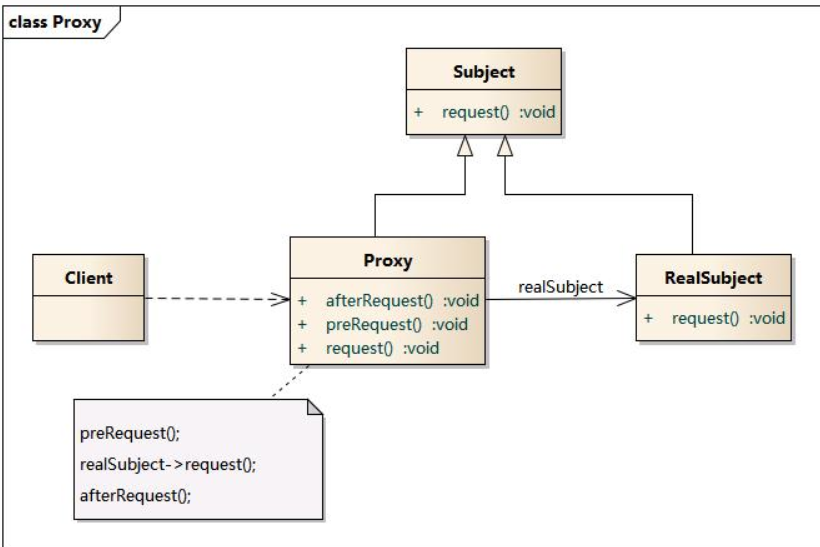 class Proxy
Subject
+ request() :void
Client
Proxy
+ afterRequest() :void
+ preRequest() :void
+ request() :void
realSubject
RealSubject
+ request() :void
preRequest();
realSubject->request();
afterRequest();